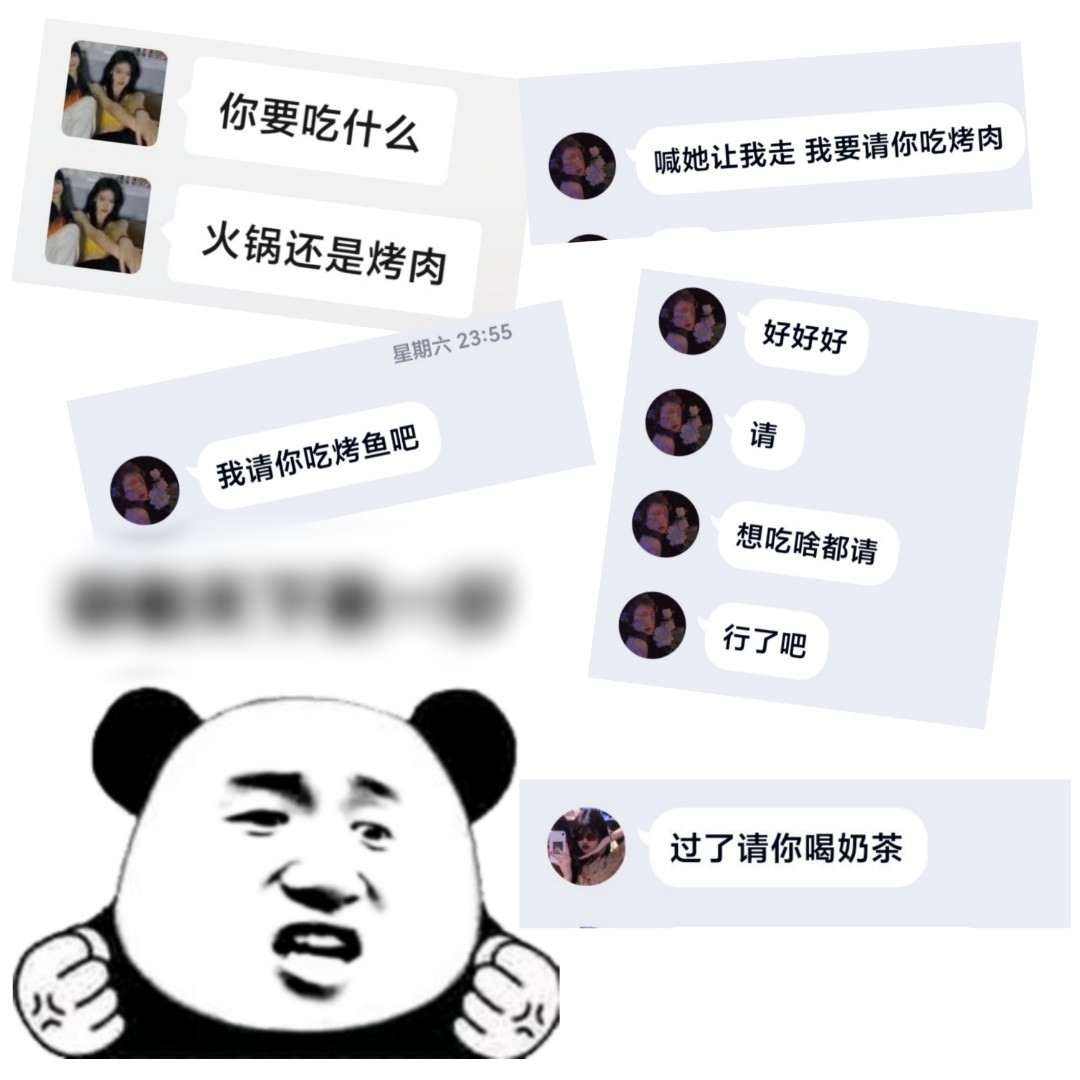 你要吃什么
火锅还是烤肉
喊她让我走 我要请你吃烤肉
星期六 23:55
我请你吃烤鱼吧
好好好
请
想吃啥都请
行了吧
过了请你喝奶茶